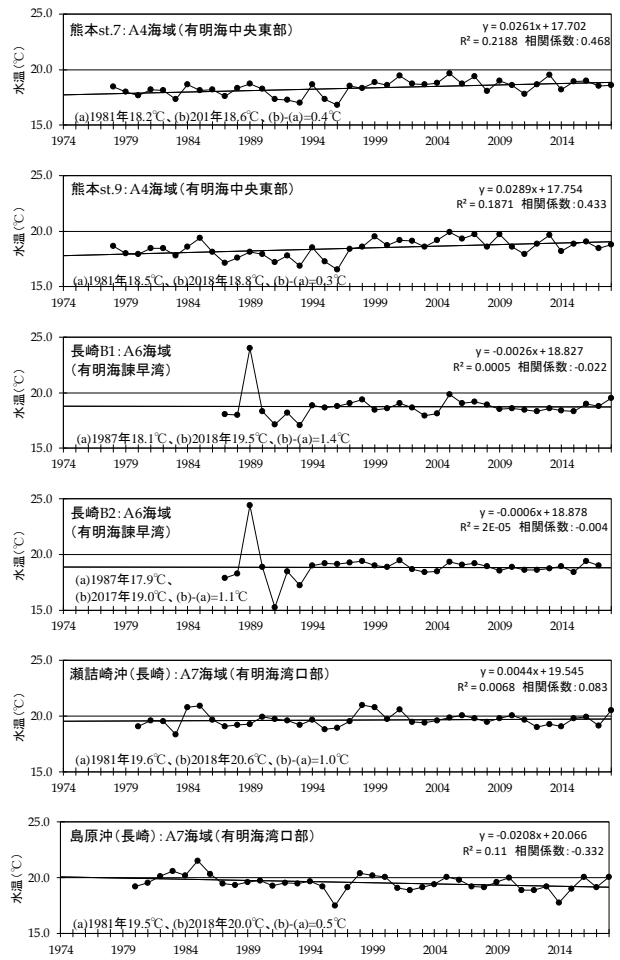 熊本st.7：A4海域（有明海中央東部）
y = 0.0261x + 17.702
R² = 0.2188 相関係数:0.468
25.0
20.0
15.0
水温（℃）
(a)1981年18.2℃、(b)201年18.6℃、(b)-(a)=0.4℃
1974 1979 1984 1989 1994 1999 2004 2009 2014
熊本st.9：A4海域（有明海中央東部）
y = 0.0289x + 17.754
R² = 0.1871 相関係数:0.433
25.0
20.0
15.0
水温（℃）
(a)1981年18.5℃、(b)2018年18.8℃、(b)-(a)=0.3℃
1974 1979 1984 1989 1994 1999 2004 2009 2014
長崎B1：A6海域
（有明海諫早湾）
y = -0.0026x + 18.827
R² = 0.0005 相関係数:-0.022
25.0
20.0
15.0
水温（℃）
(a)1987年18.1℃、(b)2018年19.5℃、(b)-(a)=1.4℃
1974 1979 1984 1989 1994 1999 2004 2009 2014
長崎B2：A6海域
（有明海諫早湾）
y = -0.0006x + 18.878
R² = 2E-05 相関係数:-0.004
25.0
20.0
15.0
水温（℃）
(a)1987年17.9℃、
(b)2017年19.0℃、(b)-(a)=1.1℃
1974 1979 1984 1989 1994 1999 2004 2009 2014
瀬詰崎沖（長崎）：A7海域（有明海湾口部）
y = 0.0044x + 19.545
R² = 0.0068 相関係数:0.083
25.0
20.0
15.0
水温（℃）
(a)1981年19.6℃、(b)2018年20.6℃、(b)-(a)=1.0℃
1974 1979 1984 1989 1994 1999 2004 2009 2014
島原沖（長崎）：A7海域（有明海湾口部）
y = -0.0208x + 20.066
R² = 0.11 相関係数:-0.332
25.0
20.0
15.0
水温（℃）
(a)1981年19.5℃、(b)2018年20.0℃、(b)-(a)=0.5℃
1974 1979 1984 1989 1994 1999 2004 2009 2014